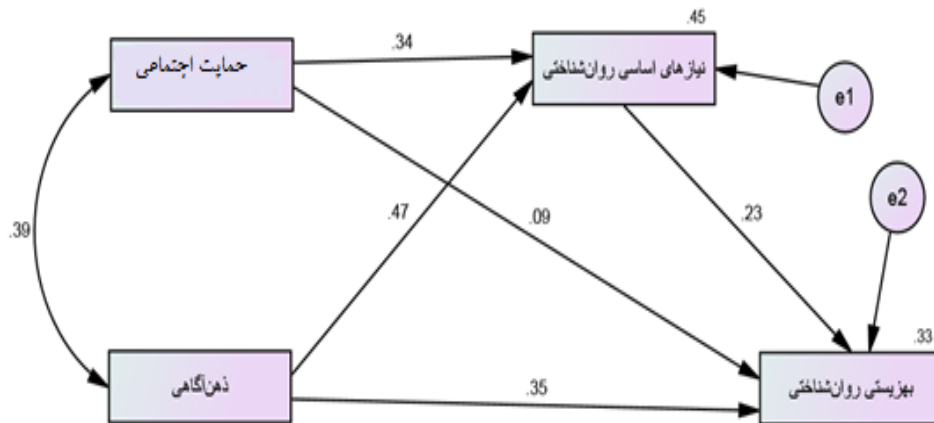 .45
حمایت اجتماعی
.34
نیازهای اساسی روان‌شناختی
e1
e2
.47
.09
.23
.39
.33
ذهن‌آگاهی
.35
بهزیستی روان‌شناختی